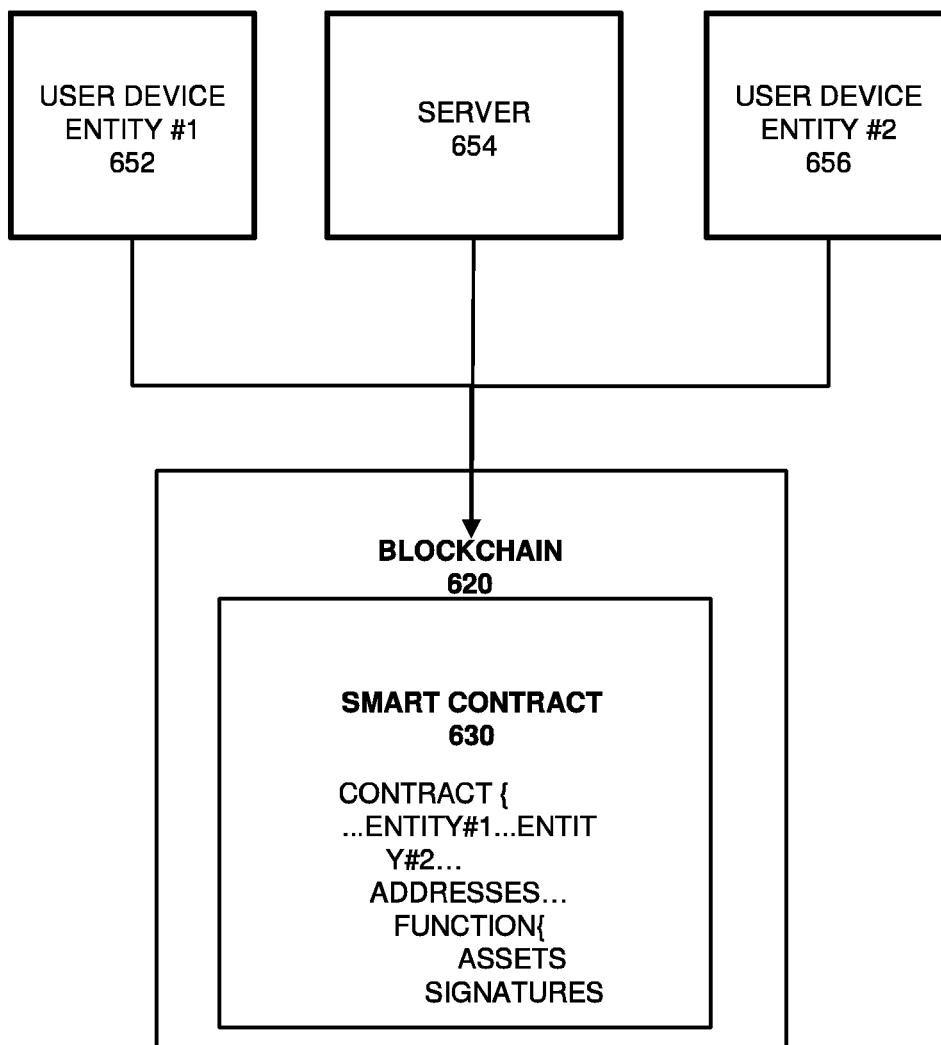 USER DEVICE
ENTITY #1
652
SERVER
654
USER DEVICE
ENTITY #2
656
BLOCKCHAIN
620
SMART CONTRACT
630
CONTRACT {
...ENTITY#1...ENTIT
Y#2...
ADDRESSES...
FUNCTION{
ASSETS
SIGNATURES